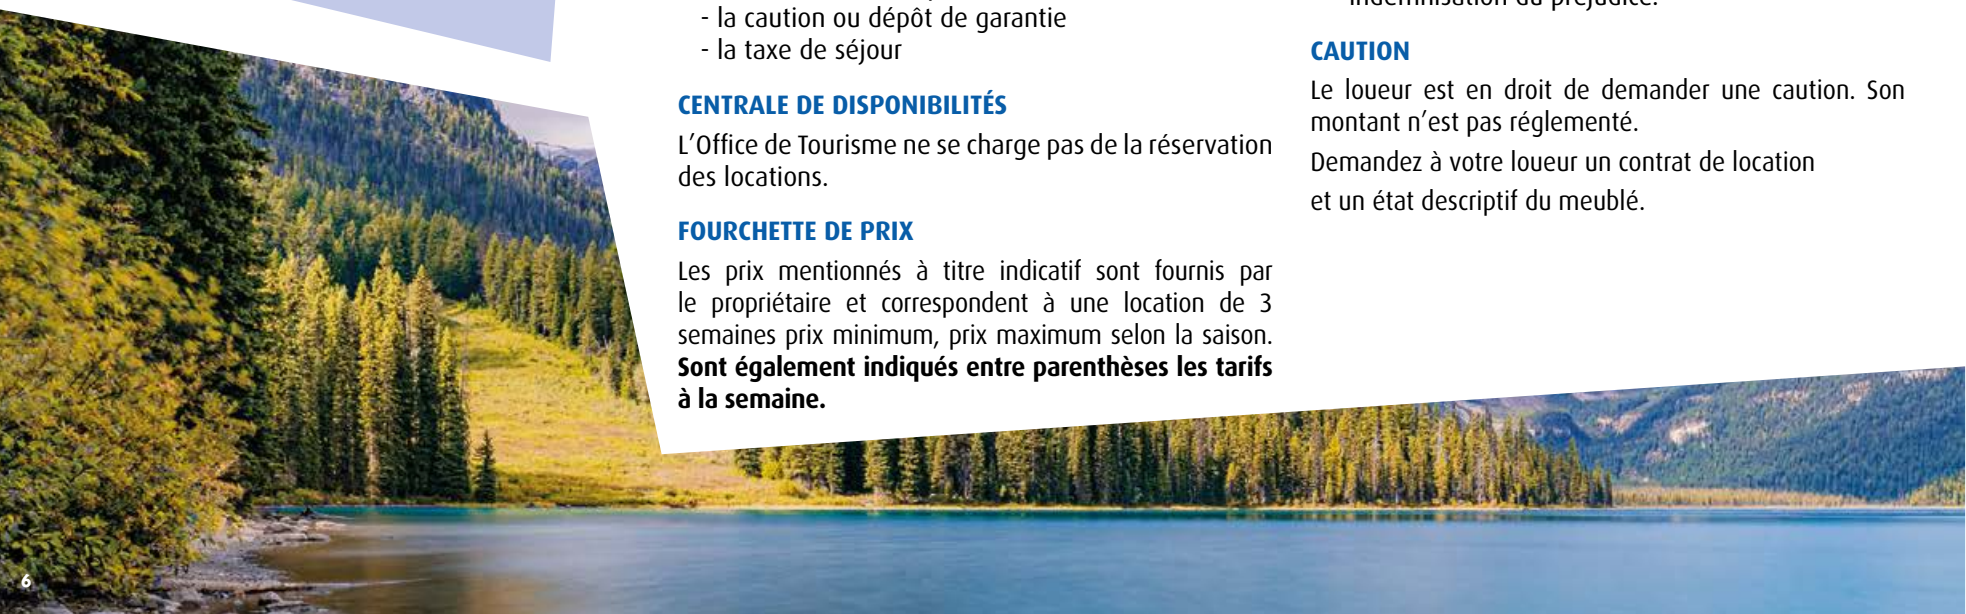 - la caution ou dépôt de garantie
- la taxe de séjour
CENTRALE DE DISPONIBILITÉS
L’Office de Tourisme ne se charge pas de la réservation
des locations.
FOURCHETTE DE PRIX
Les prix mentionnés à titre indicatif sont fournis par
le propriétaire et correspondent à une location de 3
semaines prix minimum, prix maximum selon la saison.
Sont également indiqués entre parenthèses les tarifs
à la semaine.
indemnisation du préjudice.
CAUTION
Le loueur est en droit de demander une caution. Son
montant n’est pas réglementé.
Demandez à votre loueur un contrat de location
et un état descriptif du meublé.
6